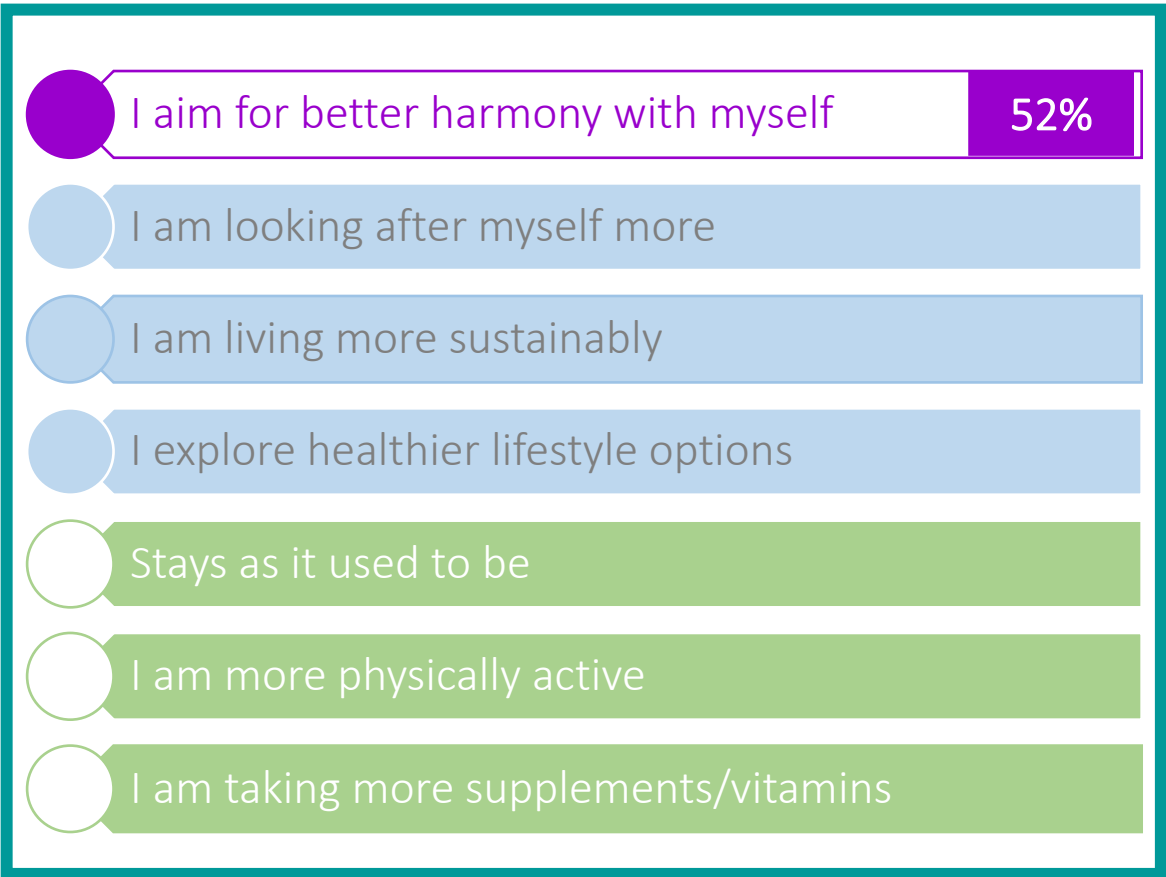 I aim for better harmony with myself 52%
I am looking after myself more
I am living more sustainably
I explore healthier lifestyle options
Stays as it used to be
I am more physically active
I am taking more supplements/vitamins